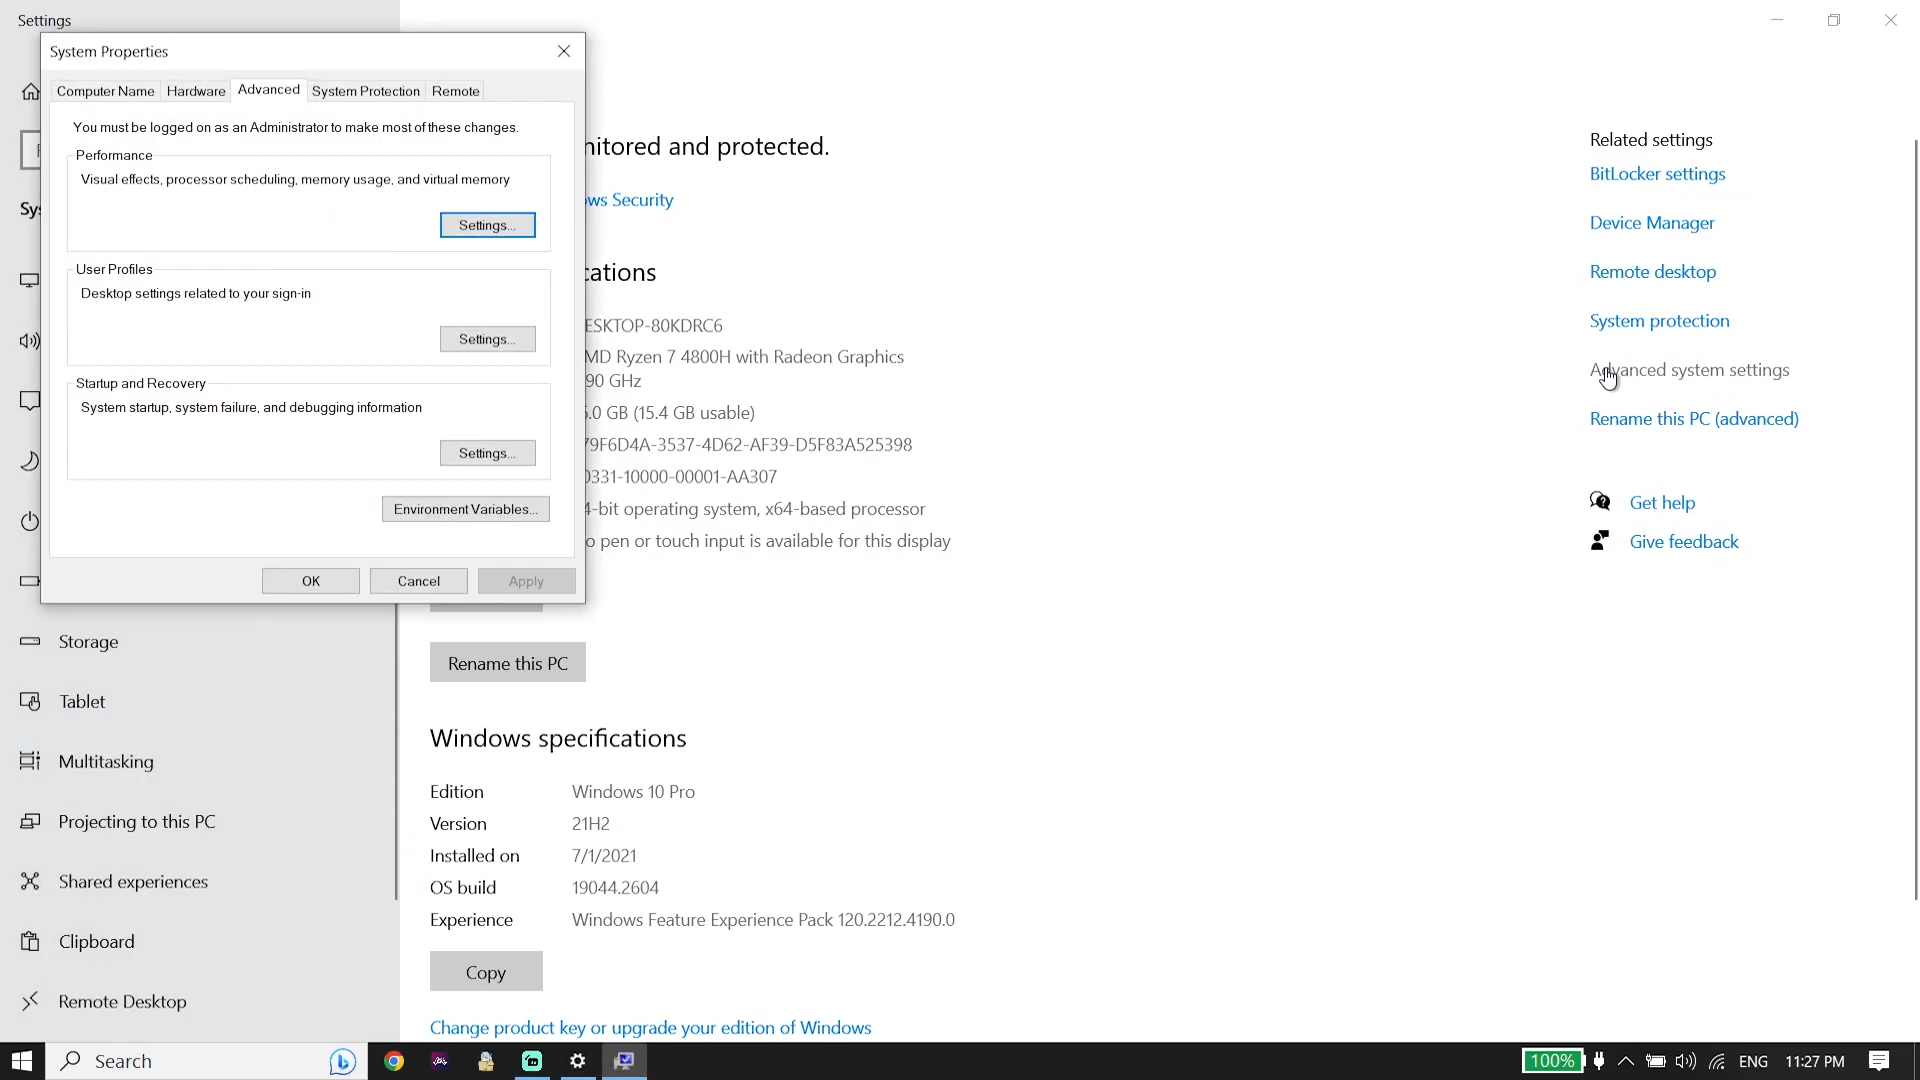 Settings
System Properties
Computer Name
Hardware
Advanced
System Protection
Remote
You must be logged on as an Administrator to make most of these changes.
Performance
Visual effects, processor scheduling, memory usage, and virtual memory
Settings...
User Profiles
Desktop settings related to your sign-in
Settings...
Startup and Recovery
System startup, system failure, and debugging information
Settings...
Environment Variables...
OK
Cancel
Apply
Sys
Storage
Tablet
Multitasking
Projecting to this PC
Shared experiences
Clipboard
Remote Desktop
nitored and protected.
ows Security
cations
ESKTOP-80KDRC6
MD Ryzen 7 4800H with Radeon Graphics
90 GHz
.0 GB (15.4 GB usable)
79F6D4A-3537-4D62-AF39-D5F83A525398
0331-10000-00001-AA307
4-bit operating system, x64-based processor
o pen or touch input is available for this display
Rename this PC
Windows specifications
Edition Windows 10 Pro
Version 21H2
Installed on 7/1/2021
OS build 19044.2604
Experience Windows Feature Experience Pack 120.2212.4190.0
Copy
Change product key or upgrade your edition of Windows
Related settings
BitLocker settings
Device Manager
Remote desktop
System protection
Advanced system settings
Rename this PC (advanced)
Get help
Give feedback
Search
100%
ENG
11:27 PM